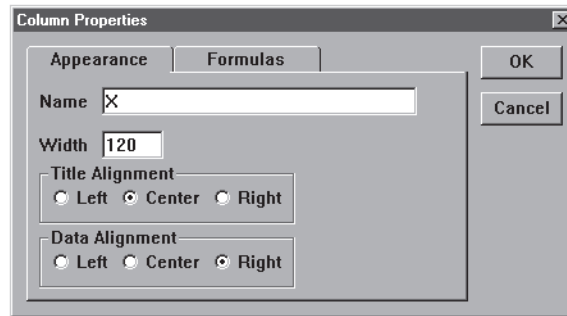 Column Properties
Appearance
Formulas
OK
Cancel
Name X
Width 120
Title Alignment
Left Center Right
Data Alignment
Left Center Right